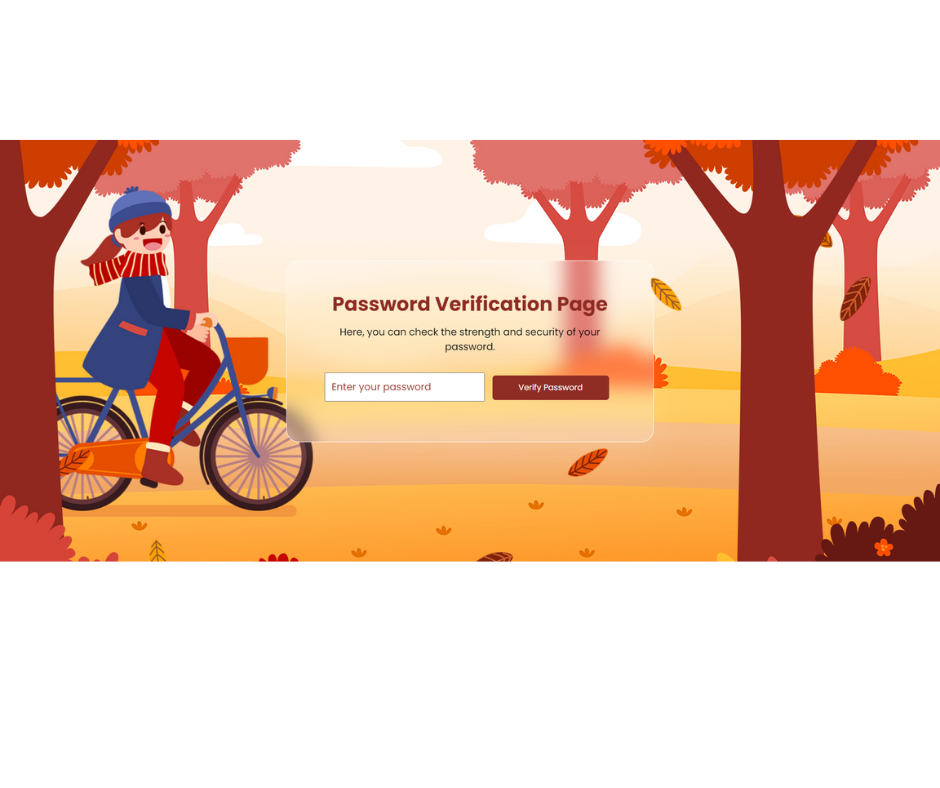 Password Verification Page
Here, you can check the strength and security of your
password.
Enter your password
Verify Password